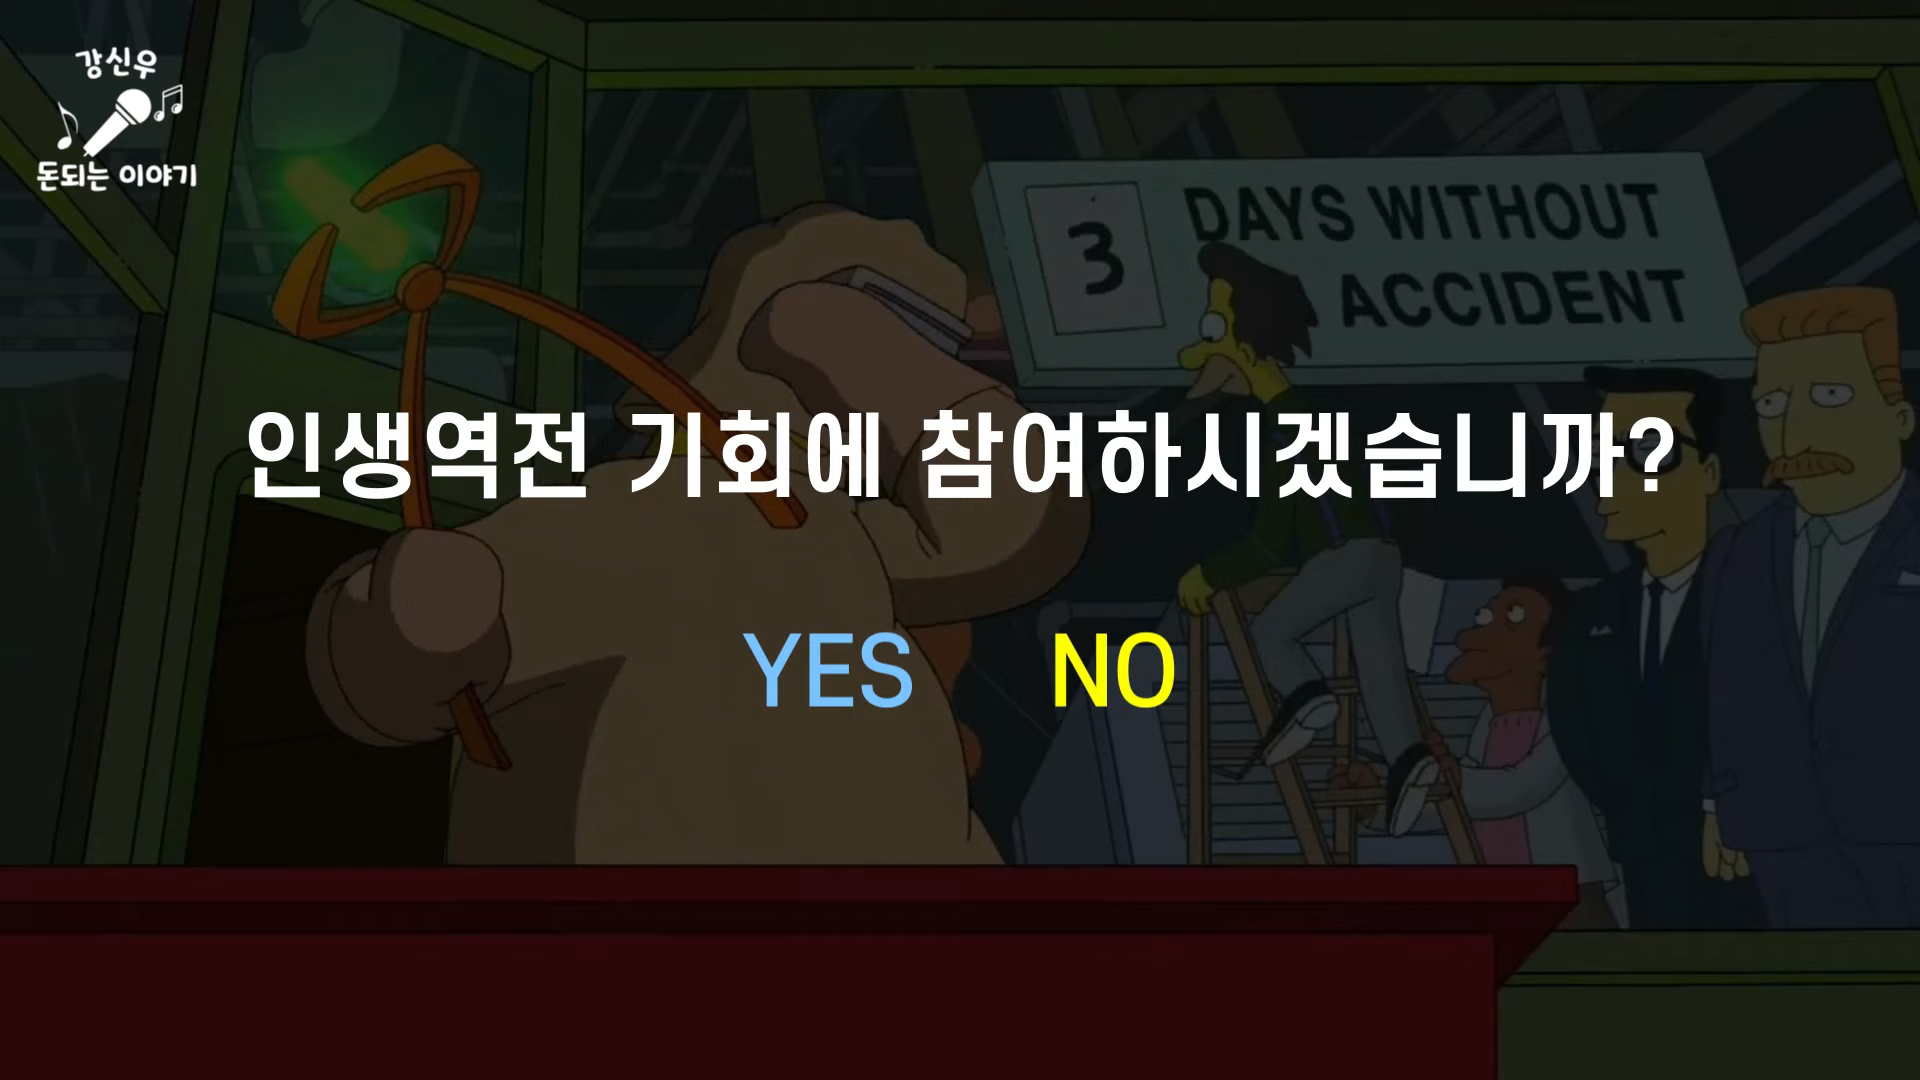 강신우
돈되는 이야기
3 DAYS WITHOUT
ACCIDENT
인생역전 기회에 참여하시겠습니까?
YES NO